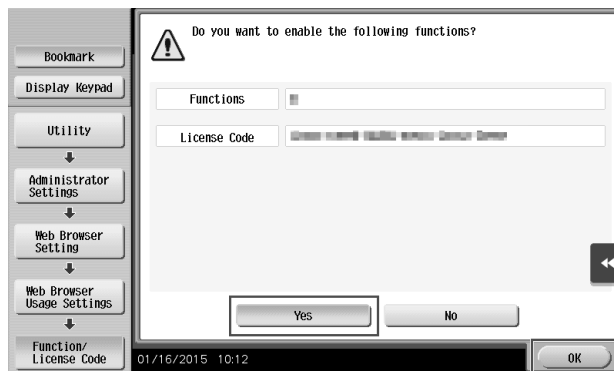 Do you want to enable the following functions?
Bookmark
Display Keypad
Utility
Administrator
Settings
Web Browser
Setting
Web Browser
Usage Settings
Function/
License Code
Functions
License Code
Yes
No
01/16/2015 10:12
OK